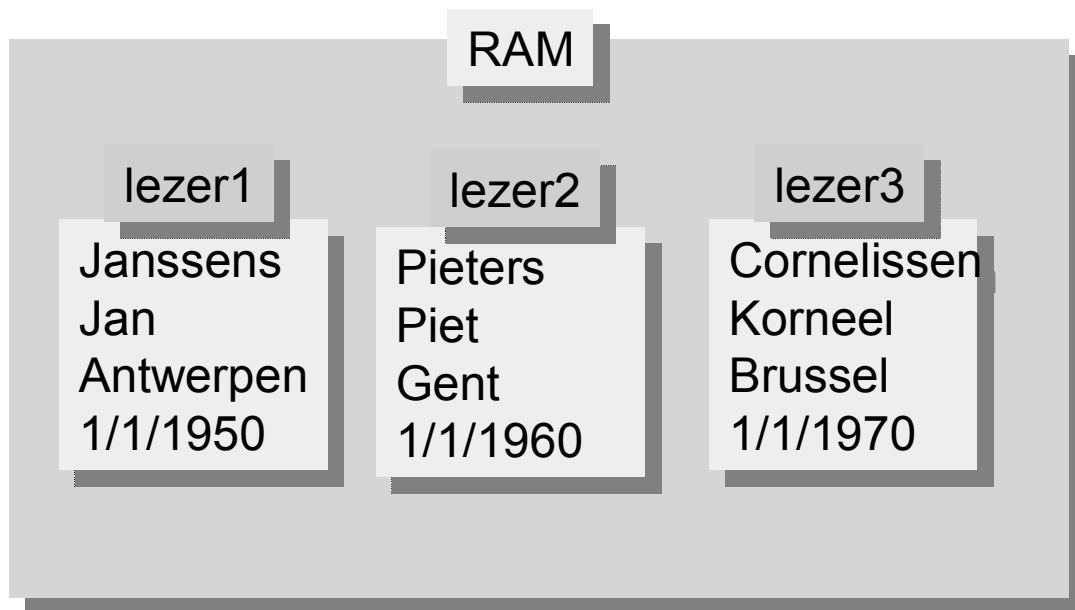 RAM
lezer1
Janssens
Jan
Antwerpen
1/1/1950
lezer2
Pieters
Piet
Gent
1/1/1960
lezer3
Cornelissen
Korneel
Brussel
1/1/1970